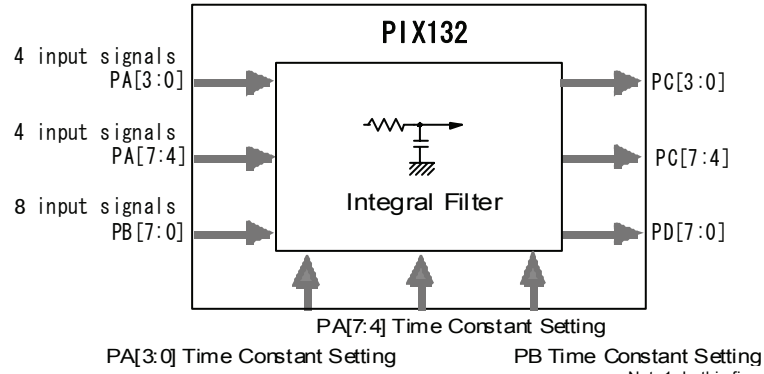 PIX132
4 input signals
PA[3:0]
PC[3:0]
4 input signals
PA[7:4]
PC[7:4]
Integral Filter
8 input signals
PB[7:0]
PD[7:0]
PA[7:4] Time Constant Setting
PA[3:0] Time Constant Setting
PB Time Constant Setting